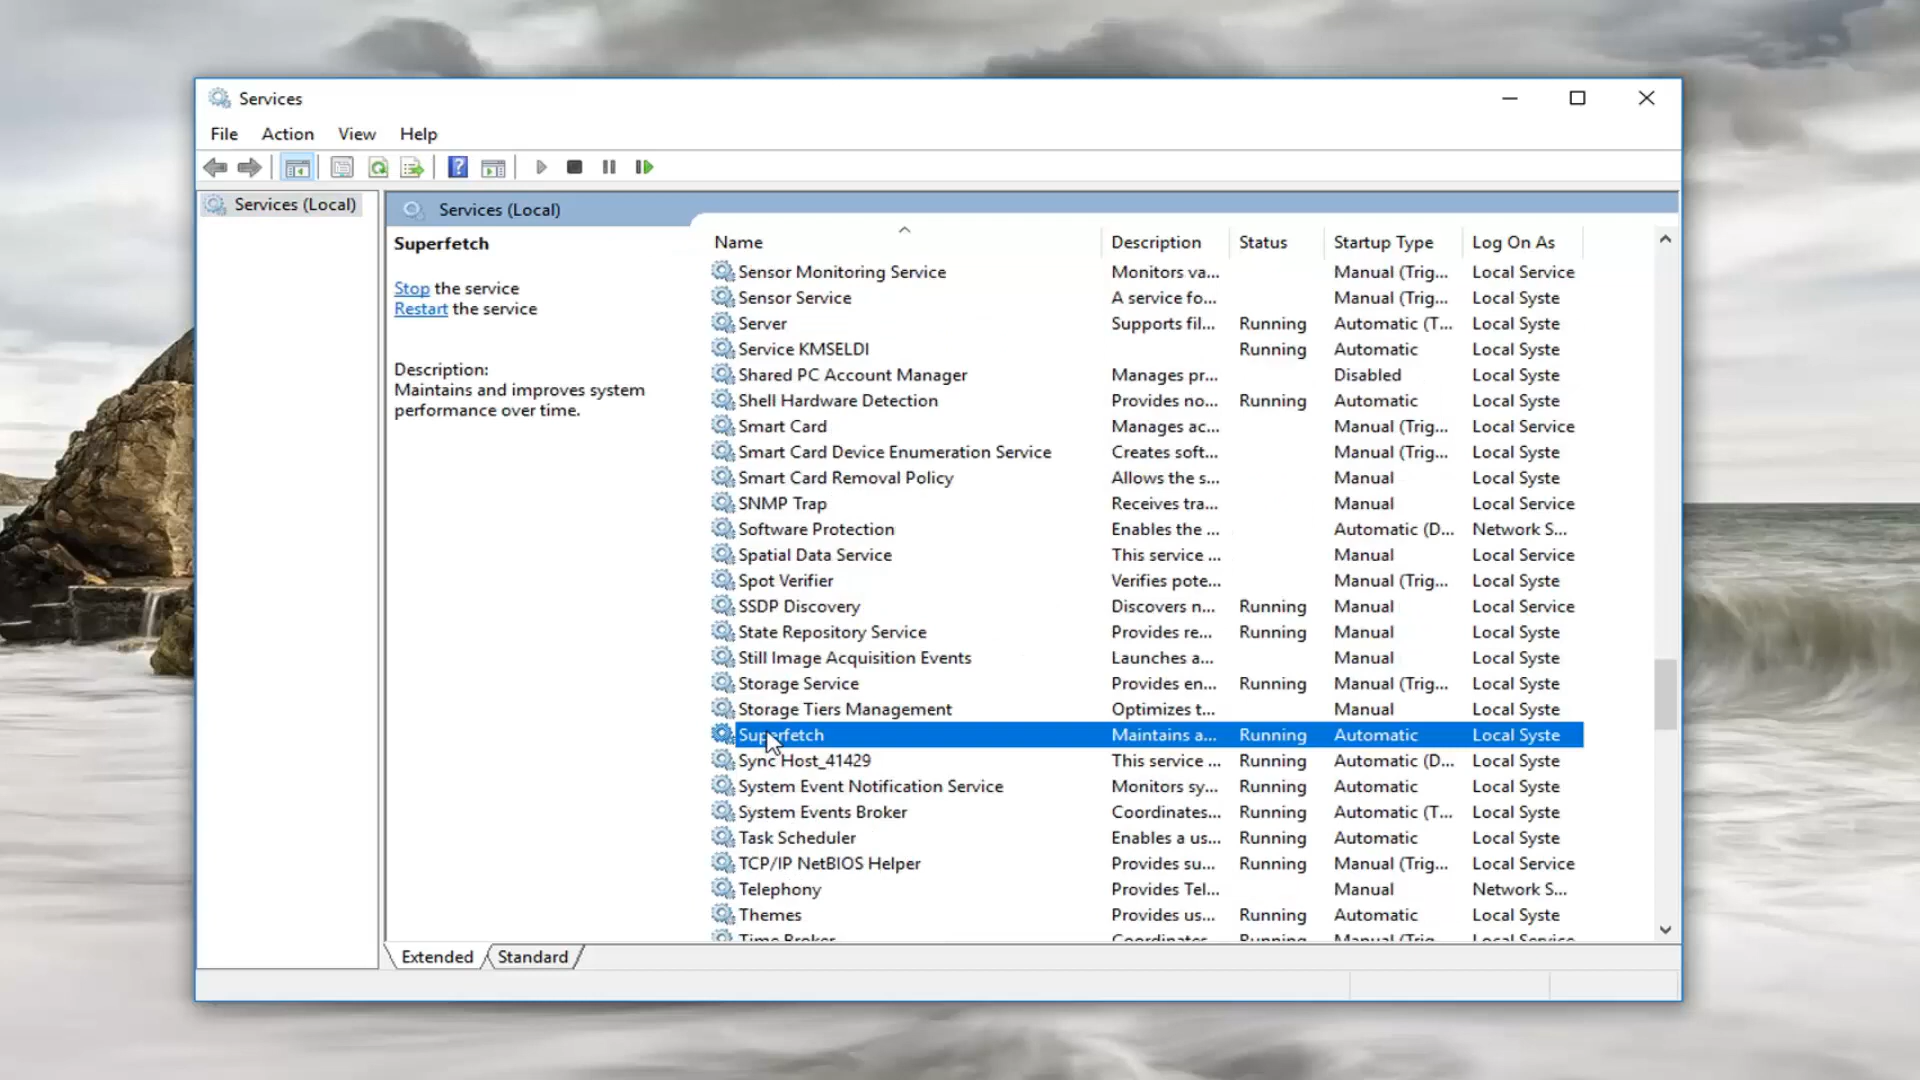 Services
File Action View Help
Services (Local)
Services (Local)
Superfetch
Stop the service
Restart the service
Description:
Maintains and improves system
performance over time.
Name Description Status Startup Type Log On As
Sensor Monitoring Service Monitors va... Manual (Trig... Local Service
Sensor Service A service fo... Manual (Trig... Local Syste
Server Supports fil... Running Automatic (T... Local Syste
Service KMSELDI Running Automatic Local Syste
Shared PC Account Manager Manages pr... Disabled Local Syste
Shell Hardware Detection Provides no... Running Automatic Local Syste
Smart Card Manages ac... Manual (Trig... Local Service
Smart Card Device Enumeration Service Creates soft... Manual (Trig... Local Syste
Smart Card Removal Policy Allows the s... Manual Local Syste
SNMP Trap Receives tra... Manual Local Service
Software Protection Enables the ... Automatic (D... Network S...
Spatial Data Service This service ... Manual Local Service
Spot Verifier Verifies pote... Manual (Trig... Local Syste
SSDP Discovery Discovers n... Running Manual Local Service
State Repository Service Provides re... Running Manual Local Syste
Still Image Acquisition Events Launches a... Manual Local Syste
Storage Service Provides en... Running Manual (Trig... Local Syste
Storage Tiers Management Optimizes t... Manual Local Syste
Superfetch Maintains a... Running Automatic Local Syste
Sync Host_41429 This service ... Running Automatic (D... Local Syste
System Event Notification Service Monitors sy... Running Automatic Local Syste
System Events Broker Coordinates... Running Automatic (T... Local Syste
Task Scheduler Enables a us... Running Automatic Local Syste
TCP/IP NetBIOS Helper Provides su... Running Manual (Trig... Local Service
Telephony Provides Tel... Manual Network S...
Themes Provides us... Running Automatic Local Syste
Time Broker Coordinates... Running Manual (Trig... Local Service
Extended Standard